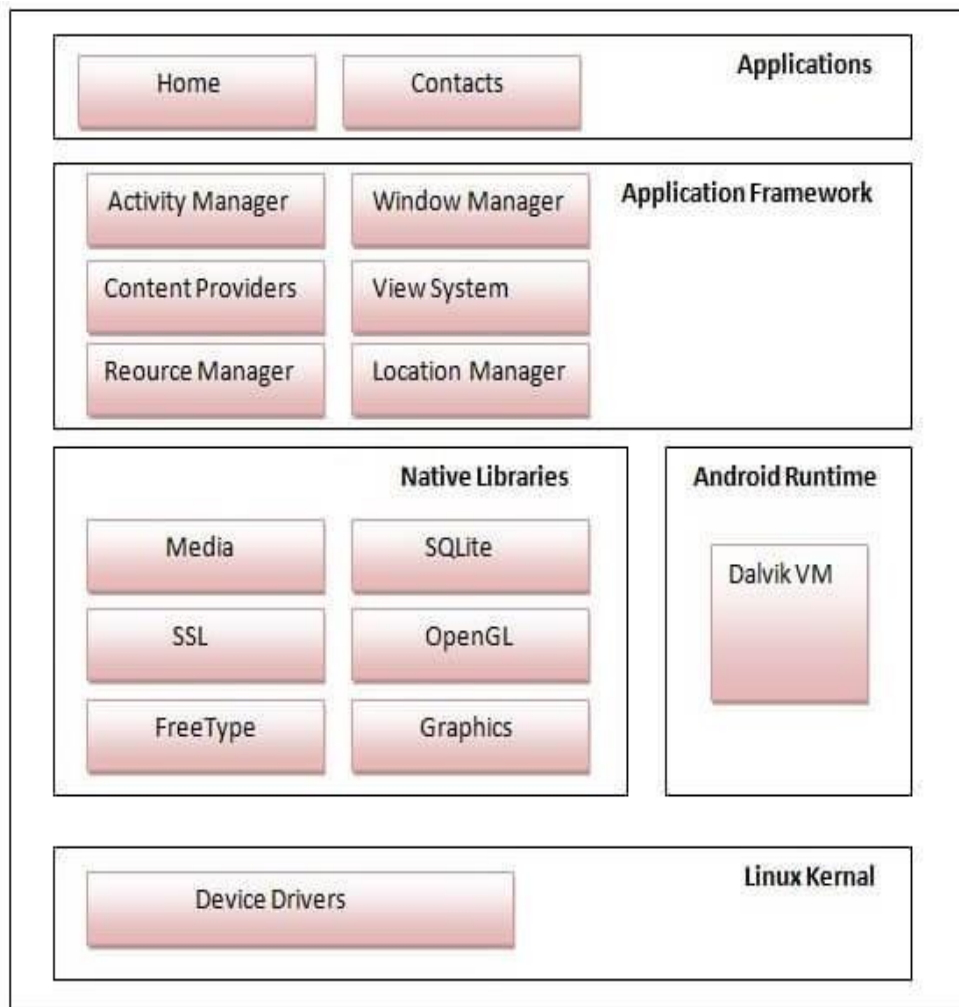 Applications
Home
Contacts
Application Framework
Activity Manager
Window Manager
Content Providers
View System
Reource Manager
Location Manager
Native Libraries
Media
SQLite
SSL
OpenGL
FreeType
Graphics
Android Runtime
Dalvik VM
Linux Kernal
Device Drivers